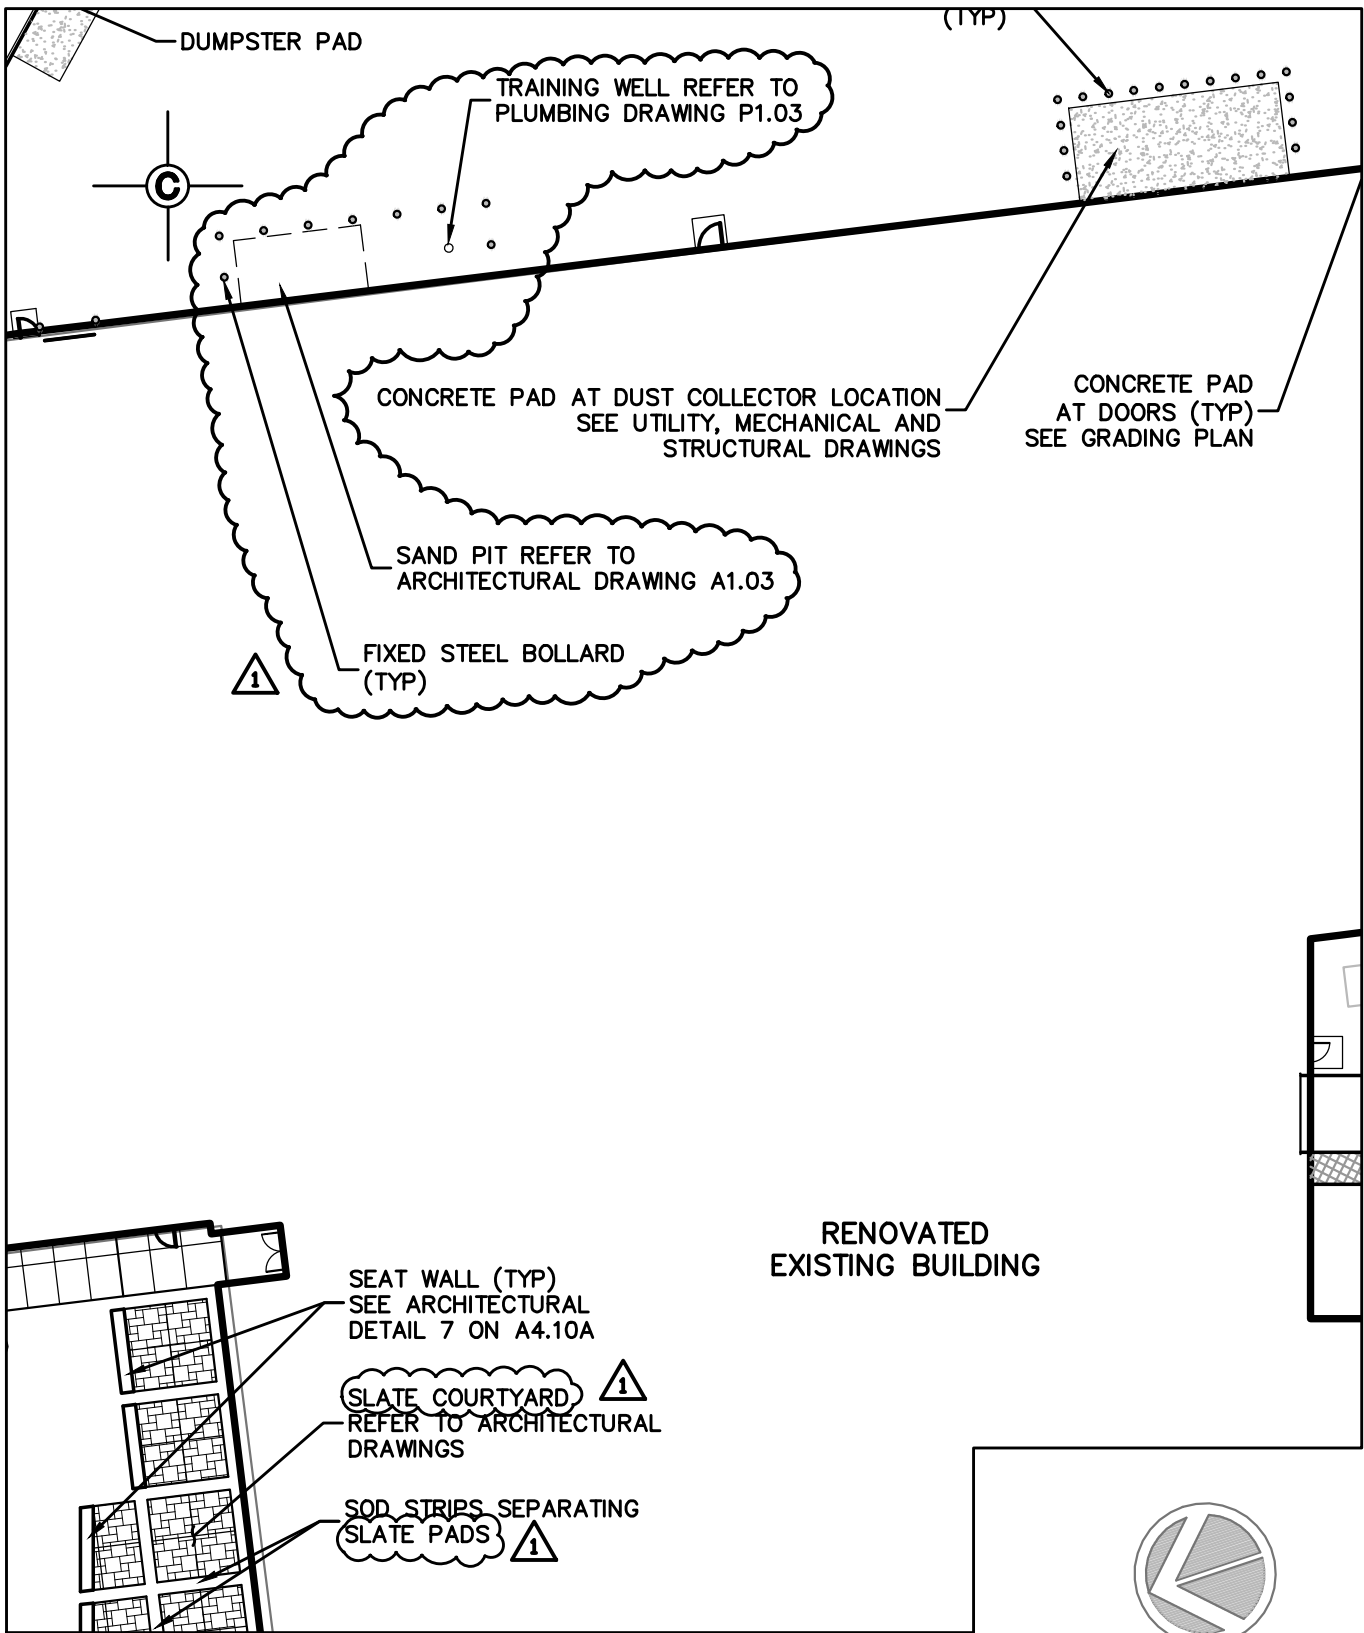 (TYP)
DUMPSTER PAD
TRAINING WELL REFER TO
PLUMBING DRAWING P1.03
C
CONCRETE PAD AT DUST COLLECTOR LOCATION
SEE UTILITY, MECHANICAL AND
STRUCTURAL DRAWINGS
CONCRETE PAD
AT DOORS (TYP)
SEE GRADING PLAN
SAND PIT REFER TO
ARCHITECTURAL DRAWING A1.03
FIXED STEEL BOLLARD
(TYP)
1
RENOVATED
EXISTING BUILDING
SEAT WALL (TYP)
SEE ARCHITECTURAL
DETAIL 7 ON A4.10A
SLATE COURTYARD
1
REFER TO ARCHITECTURAL
DRAWINGS
SOD STRIPS SEPARATING
SLATE PADS
1